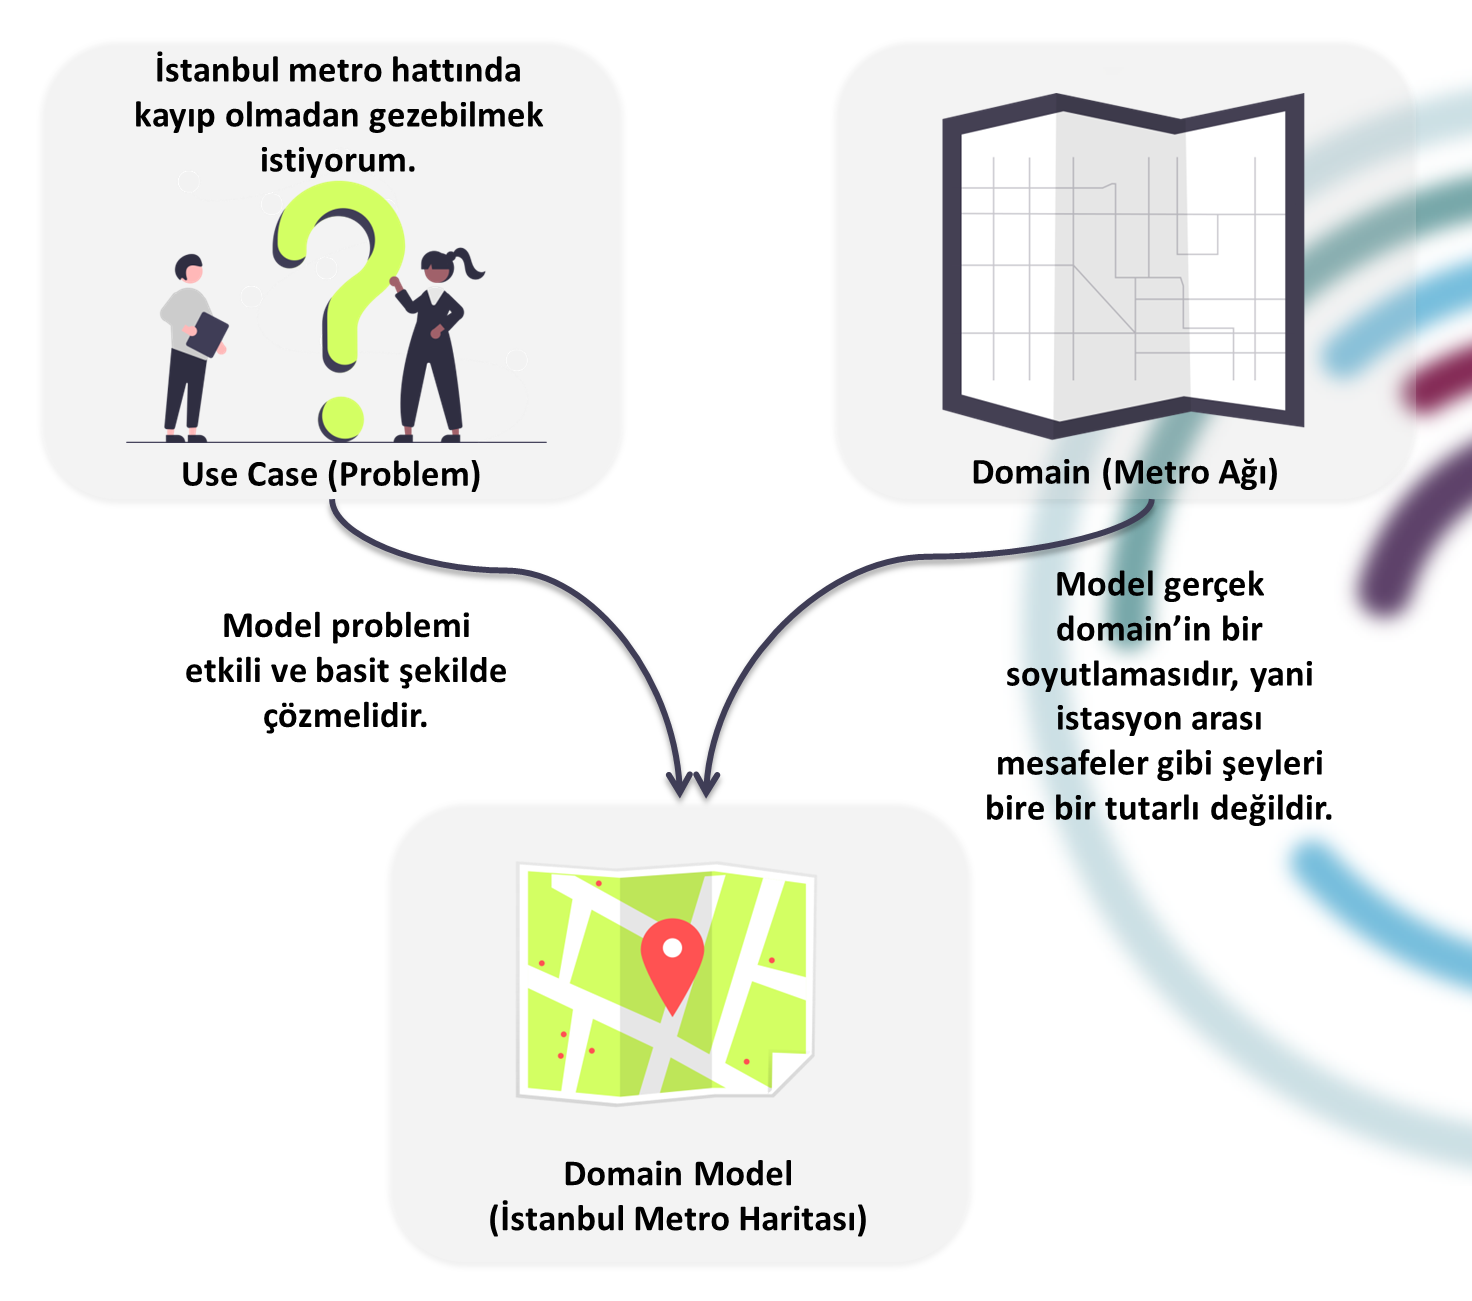 İstanbul metro hattında
kayıp olmadan gezebilmek
istiyorum.
Use Case (Problem)
Domain (Metro Ağı)
Model problemi
etkili ve basit şekilde
çözmelidir.
Model gerçek
domain’in bir
soyutlamasıdır, yani
istasyon arası
mesafeler gibi şeyleri
bire bir tutarlı değildir.
Domain Model
(İstanbul Metro Haritası)